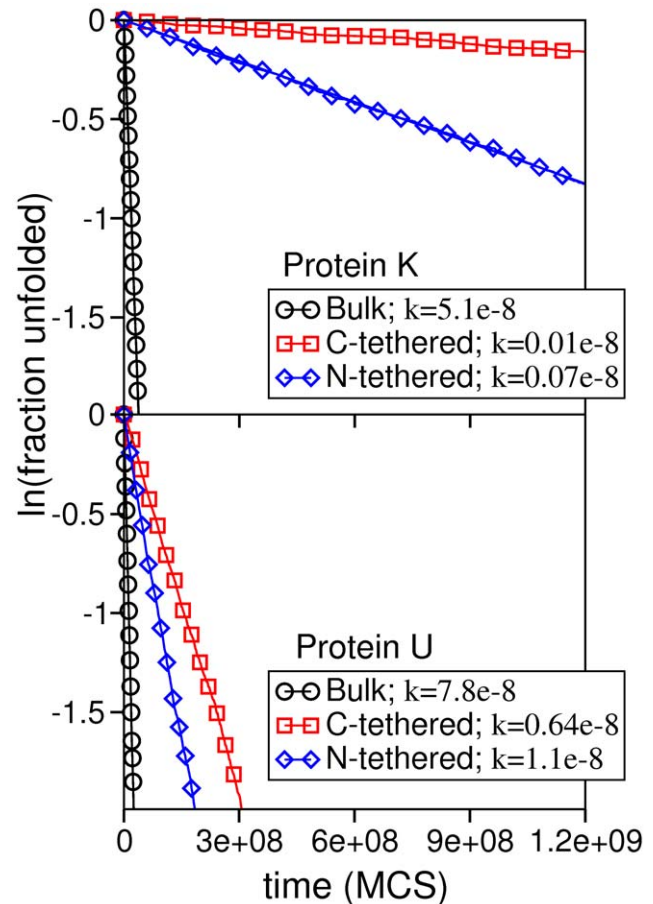 0
-0.5
-1
-1.5
Protein K
Bulk; k=5.1e-8
C-tethered; k=0.01e-8
N-tethered; k=0.07e-8
ln(fraction unfolded)
0
-0.5
-1
-1.5
Protein U
Bulk; k=7.8e-8
C-tethered; k=0.64e-8
N-tethered; k=1.1e-8
0 3e+08 6e+08 9e+08 1.2e+09
time (MCS)